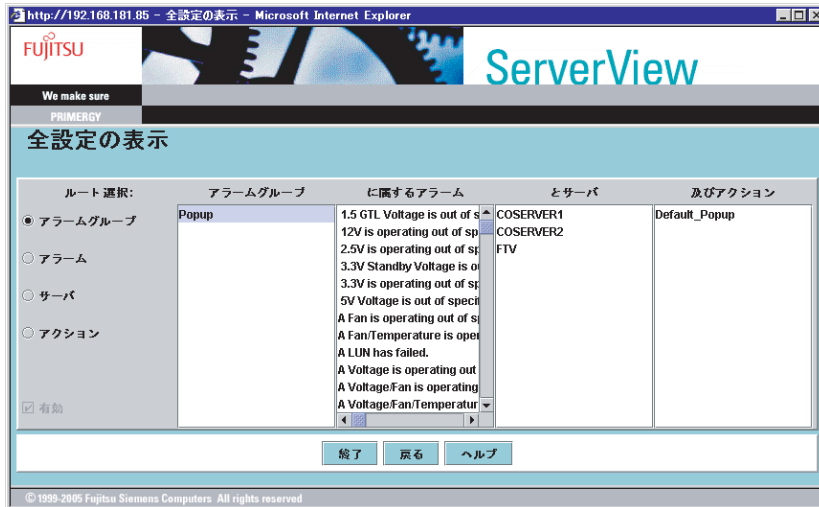 http://192.168.181.85 - 全設定の表示 - Microsoft Internet Explorer
FUJITSU
ServerView
We make sure
PRIMERGY
全設定の表示
ルート選択:
アラームグループ
アラーム
サーバ
アクション
有効
アラームグループ
Popup
に属するアラーム
1.5 GTL Voltage is out of s
12V is operating out of sp
2.5V is operating out of sp
3.3V Standby Voltage is o
3.3V is operating out of sp
5V Voltage is out of specif
A Fan is operating out of s
A Fan/Temperature is oper
A LUN has failed.
A Voltage is operating out
A Voltage/Fan is operating
A Voltage/Fan/Temperatur
とサーバ
COSERVER1
COSERVER2
FTV
及びアクション
Default_Popup
終了 戻る ヘルプ
© 1999-2005 Fujitsu Siemens Computers All rights reserved